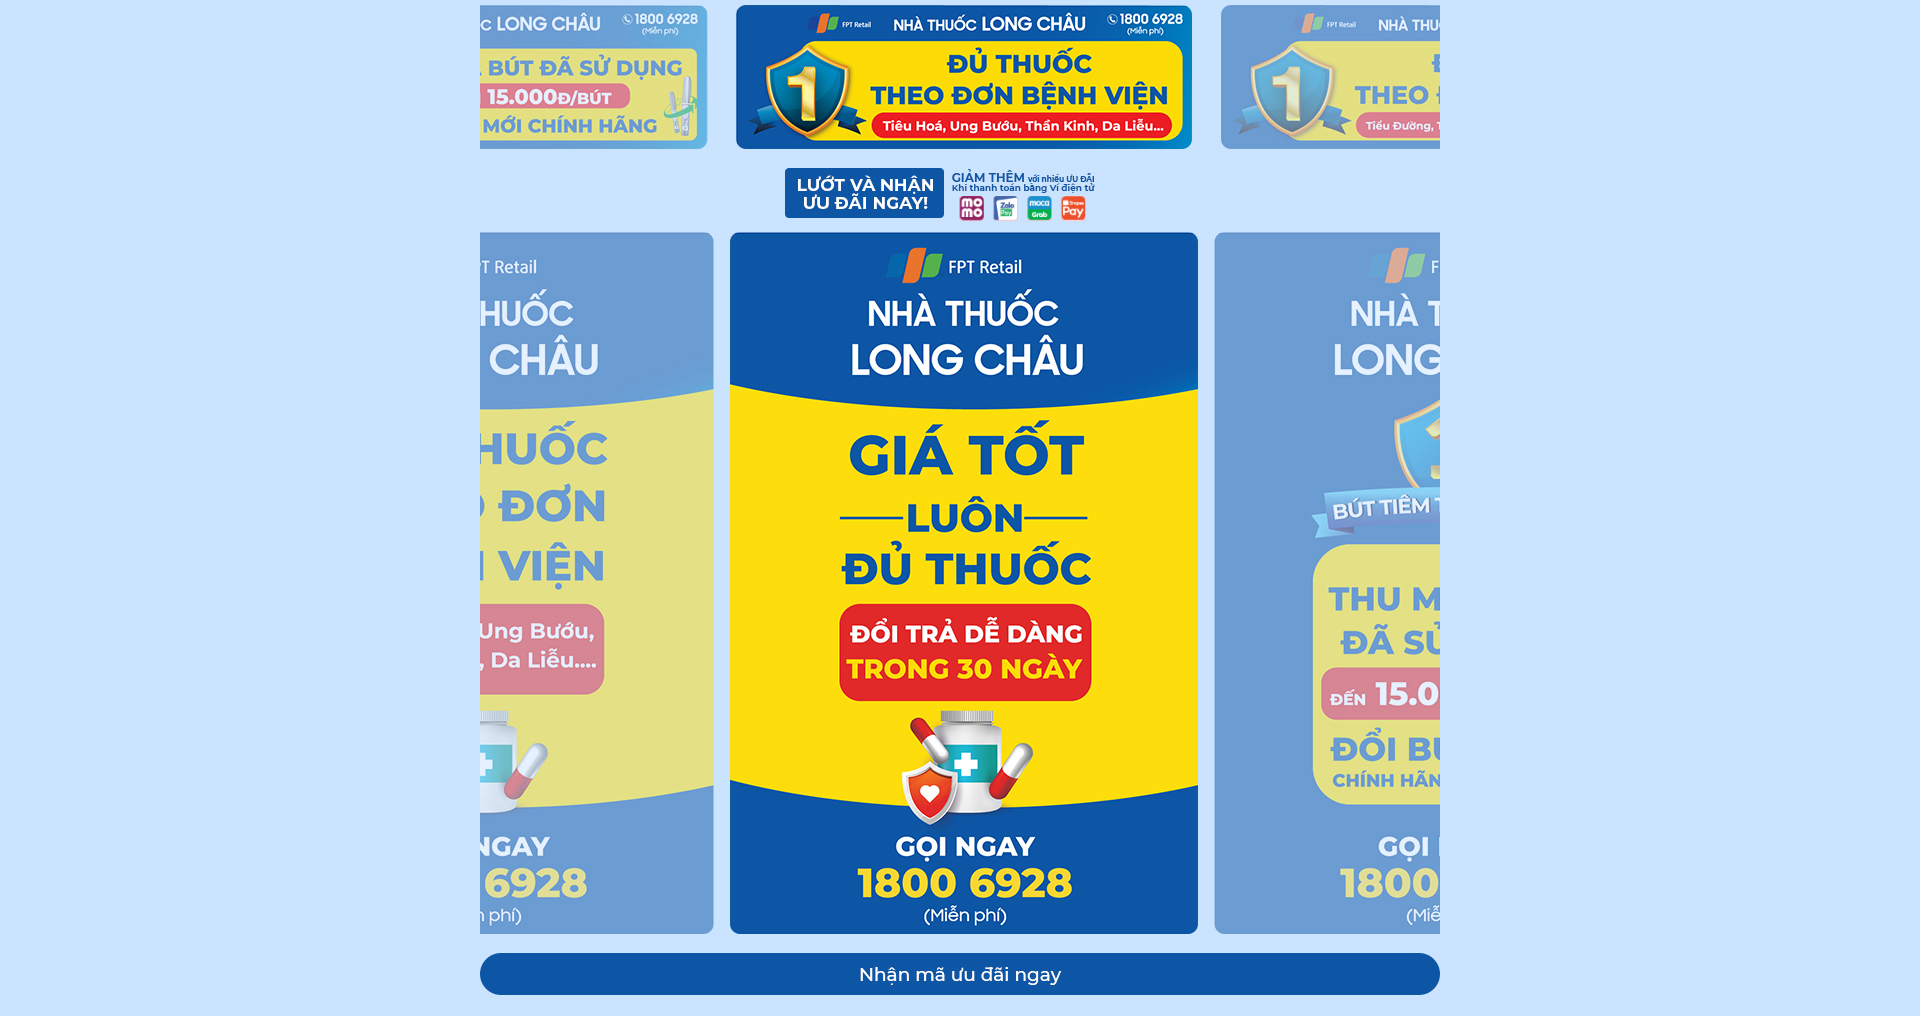 C LONG CHÂU
1800 6928
(Miễn phí)
BÚT ĐÃ SỬ DỤNG
15.000Đ/BÚT
MỚI CHÍNH HÃNG
FPT Retail
NHÀ THUỐC LONG CHÂU
1800 6928
(Miễn phí)
1
ĐỦ THUỐC
THEO ĐƠN BỆNH VIỆN
Tiêu Hoá, Ung Bướu, Thần Kinh, Da Liễu...
FPT Retail
NHÀ
1
THEO
Tiểu Đường,
LƯỚT VÀ NHẬN
ƯU ĐÃI NGAY!
GIẢM THÊM với nhiều ƯU ĐÃI
Khi thanh toán bằng Ví điện tử
mo
mo
Zalo
Pay
moca
Grab
Shopee
Pay
PT Retail
HUỐC
CHÂU
HUỐC
ĐƠN
VIỆN
Ung Bướu,
, Da Liễu....
NGAY
6928
phí)
FPT Retail
NHÀ THUỐC
LONG CHÂU
GIÁ TỐT
LUÔN
ĐỦ THUỐC
ĐỔI TRẢ DỄ DÀNG
TRONG 30 NGÀY
GỌI NGAY
1800 6928
(Miễn phí)
NHÀ T
LONG
BÚT TIÊM
THU M
ĐÃ SỬ
ĐẾN 15.0
ĐỔI BÚ
CHÍNH HÃN
GỌI
1800
(Miễ
Nhận mã ưu đãi ngay